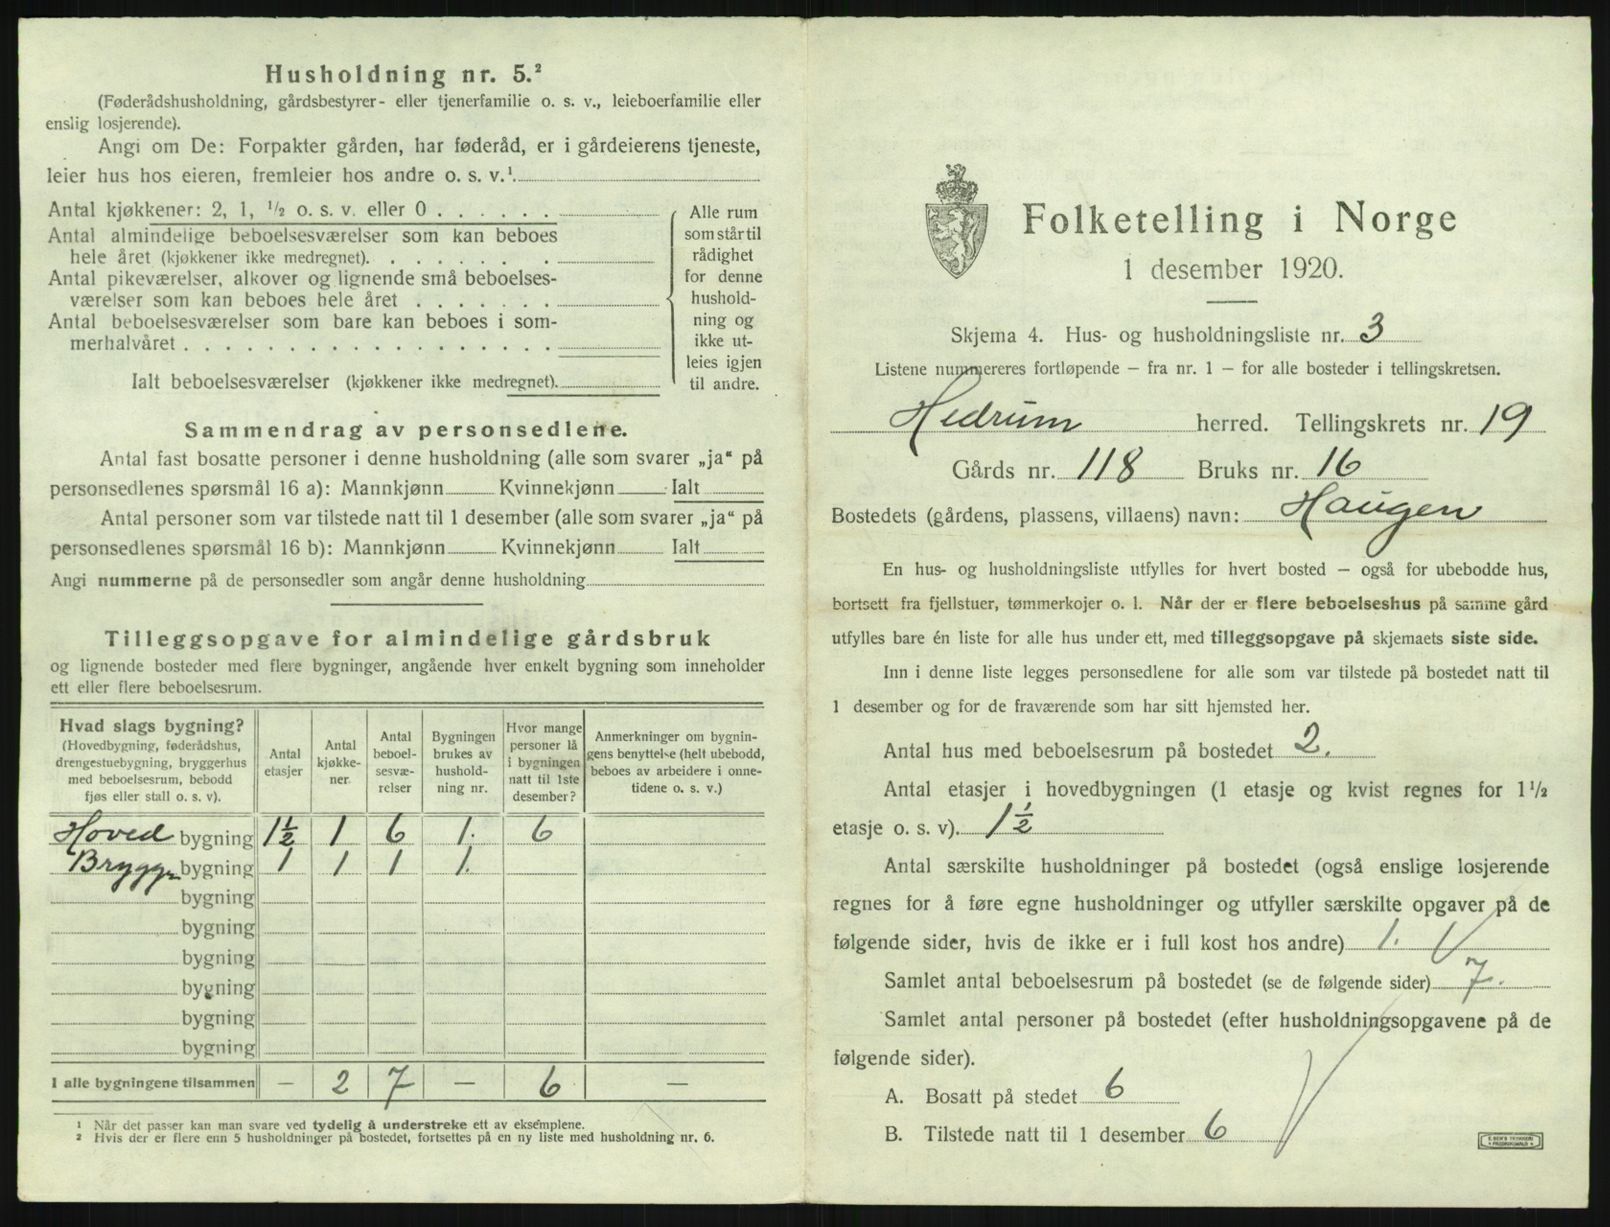 Husholdning nr. 5.²
(Føderådshusholdning, gårdsbestyrer- eller tjenerfamilie o. s. v., leieboerfamilie eller
enslig losjerende).
Angi om De: Forpakter gården, har føderåd, er i gårdeierens tjeneste,
leier hus hos eieren, fremleier hos andre o. s. v.¹.
Antal kjøkkener: 2, 1, ¹/₂ o. s. v. eller 0 . . . . . .
Antal almindelige beboelsesværelser som kan beboes
hele året (kjøkkener ikke medregnet). . . . . . . .
Antal pikeværelser, alkover og lignende små beboelses-
værelser som kan beboes hele året . . . . . . .
Antal beboelsesværelser som bare kan beboes i som-
merhalvåret . . . . . . . . . . . . . . . . . .
Ialt beboelsesværelser (kjøkkener ikke medregnet).
Alle rum
som står til
rådighet
for denne
hushold-
ning og
ikke ut-
leies igjen
til andre.
Sammendrag av personsedlene.
Antal fast bosatte personer i denne husholdning (alle som svarer „ja“ på
personsedlenes spørsmål 16 a): Mannkjønn Kvinnekjønn Ialt
Antal personer som var tilstede natt til 1 desember (alle som svarer „ja“ på
personsedlenes spørsmål 16 b): Mannkjønn Kvinnekjønn Ialt
Angi nummerne på de personsedler som angår denne husholdning
Tilleggsopgave for almindelige gårdsbruk
og lignende bosteder med flere bygninger, angående hver enkelt bygning som inneholder
ett eller flere beboelsesrum.
Hvad slags bygning?
(Hovedbygning, føderådshus,
drengestuebygning, bryggerhus
med beboelsesrum, bebodd
fjøs eller stall o. s. v).
Antal
etasjer
Antal
kjøkke-
ner
Antal
beboel-
sesvæ-
relser
Bygningen
brukes av
hushold-
ning nr.
Hvor mange
personer lå
i bygningen
natt til 1ste
desember?
Anmerkninger om bygnin-
gens benyttelse (helt ubebodd,
beboes av arbeidere i onne-
tidene o. s. v.)
Hoved bygning 1½ 1 6 1. 6
Brygge bygning 1 1 1 1.
bygning
bygning
bygning
bygning
bygning
bygning
I alle bygningene tilsammen — 2 7 — 6 —
¹ Når det passer kan man svare ved tydelig å understreke ett av eksemplene.
² Hvis der er flere enn 5 husholdninger på bostedet, fortsettes på en ny liste med husholdning nr. 6.
Folketelling i Norge
1 desember 1920.
Skjema 4. Hus- og husholdningsliste nr. 3
Listene nummereres fortløpende – fra nr. 1 – for alle bosteder i tellingskretsen.
Hedrum herred. Tellingskrets nr. 19
Gårds nr. 118 Bruks nr. 16
Bostedets (gårdens, plassens, villaens) navn: Haugen
En hus- og husholdningsliste utfylles for hvert bosted – også for ubebodde hus,
bortsett fra fjellstuer, tømmerkojer o. l. Når der er flere beboelseshus på samme gård
utfylles bare én liste for alle hus under ett, med tilleggsopgave på skjemaets siste side.
Inn i denne liste legges personsedlene for alle som var tilstede på bostedet natt til
1 desember og for de fraværende som har sitt hjemsted her.
Antal hus med beboelsesrum på bostedet 2.
Antal etasjer i hovedbygningen (1 etasje og kvist regnes for 1¹/₂
etasje o. s. v). 1½
Antal særskilte husholdninger på bostedet (også enslige losjerende
regnes for å føre egne husholdninger og utfyller særskilte opgaver på de
følgende sider, hvis de ikke er i full kost hos andre) 1.
Samlet antal beboelsesrum på bostedet (se de følgende sider) 7.
Samlet antal personer på bostedet (efter husholdningsopgavene på de
følgende sider).
A. Bosatt på stedet 6
B. Tilstede natt til 1 desember 6